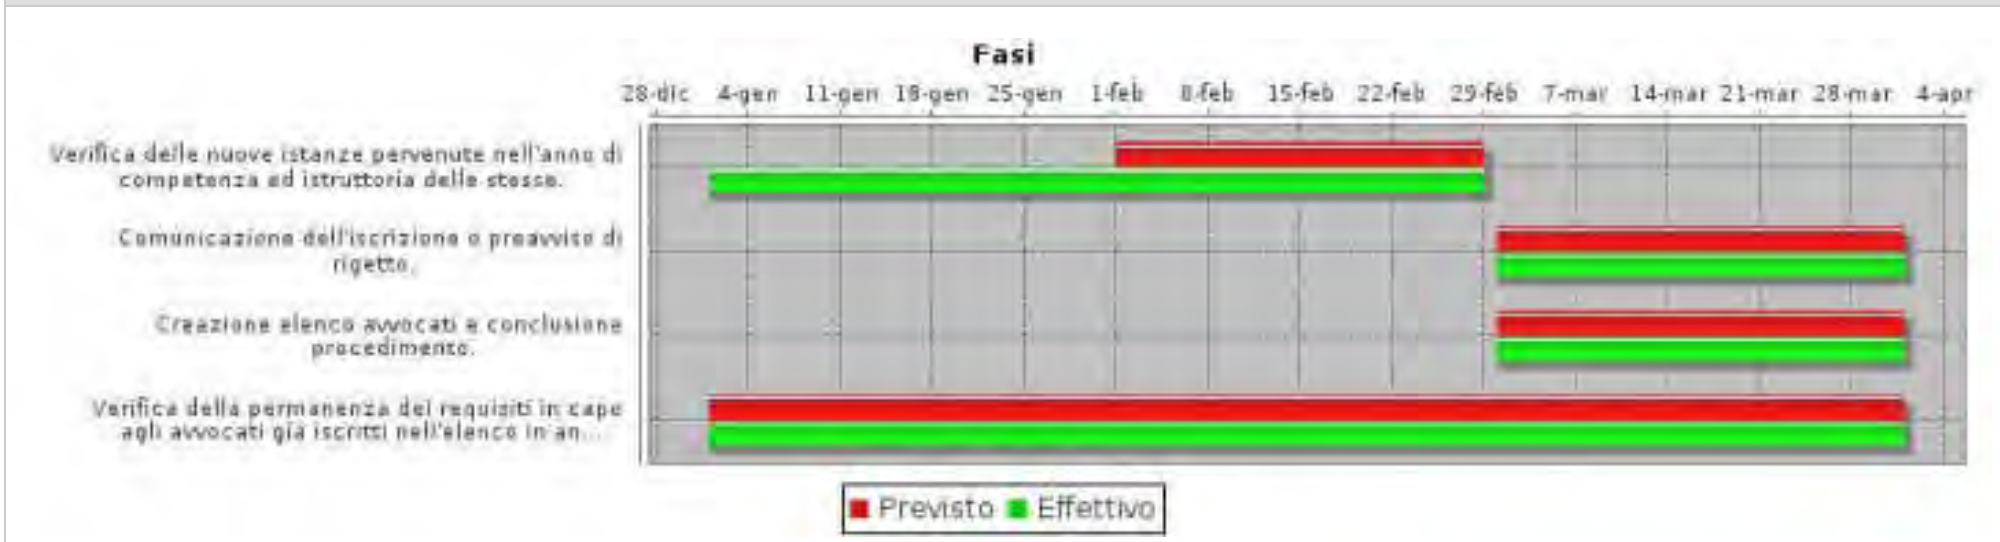 Fasi
28-dic 4-gen 11-gen 18-gen 25-gen 1-feb 8-feb 15-feb 22-feb 29-feb 7-mar 14-mar 21-mar 28-mar 4-apr
Verifica delle nuove istanze pervenute nell'anno di
competenza ed istruttoria delle stesse.
Comunicazione dell'iscrizione o preavviso di
rigetto.
Creazione elenco avvocati e conclusione
procedimento.
Verifica della permanenza dei requisiti in capo
agli avvocati già iscritti nell'elenco in an...
Previsto Effettivo